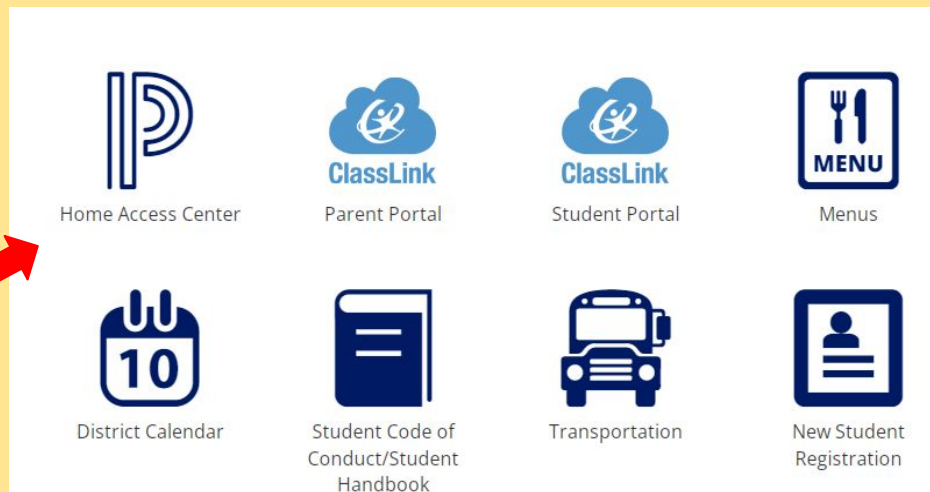 ClassLink
ClassLink
MENU
Home Access Center
Parent Portal
Student Portal
Menus
10
District Calendar
Student Code of
Conduct/Student
Handbook
Transportation
New Student
Registration